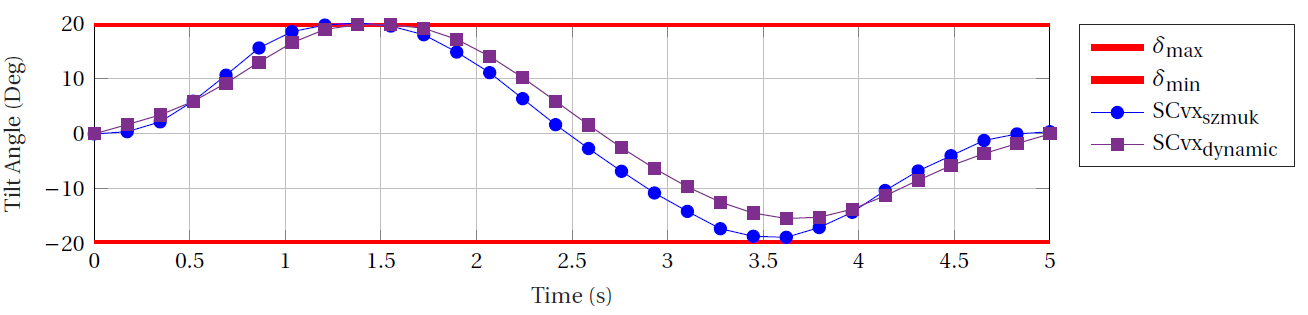 20
10
0
−10
−20
Tilt Angle (Deg)
0 0.5 1 1.5 2 2.5 3 3.5 4 4.5 5
Time (s)
δmax
δmin
SCvxszmuk
SCvxdynamic